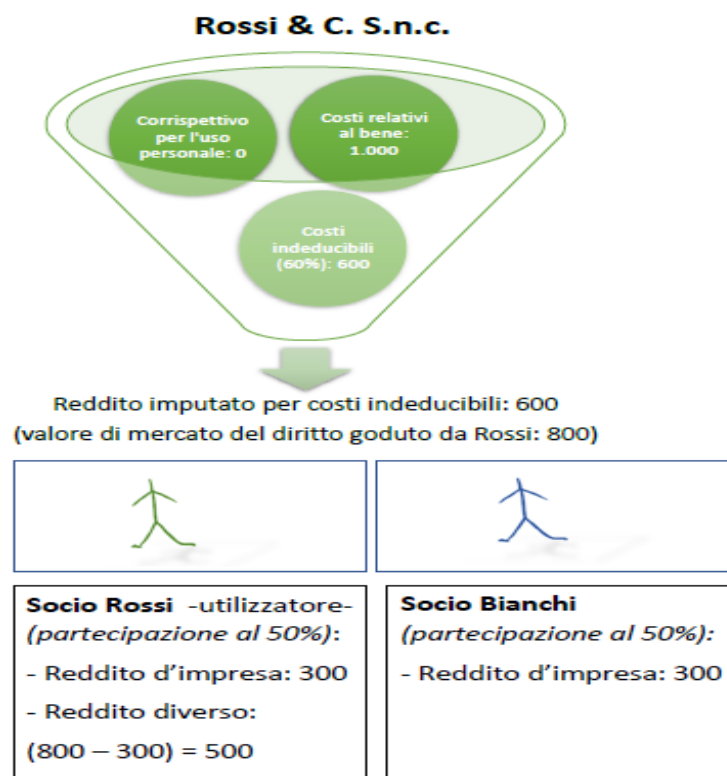 Rossi & C. S.n.c.
Corrispettivo
per l'uso
personale: 0
Costi relativi
al bene:
1.000
Costi
indeducibili
(60%): 600
Reddito imputato per costi indeducibili: 600
(valore di mercato del diritto goduto da Rossi: 800)
Socio Rossi -utilizzatore-
(partecipazione al 50%):
- Reddito d’impresa: 300
- Reddito diverso:
(800 – 300) = 500
Socio Bianchi
(partecipazione al 50%):
- Reddito d’impresa: 300